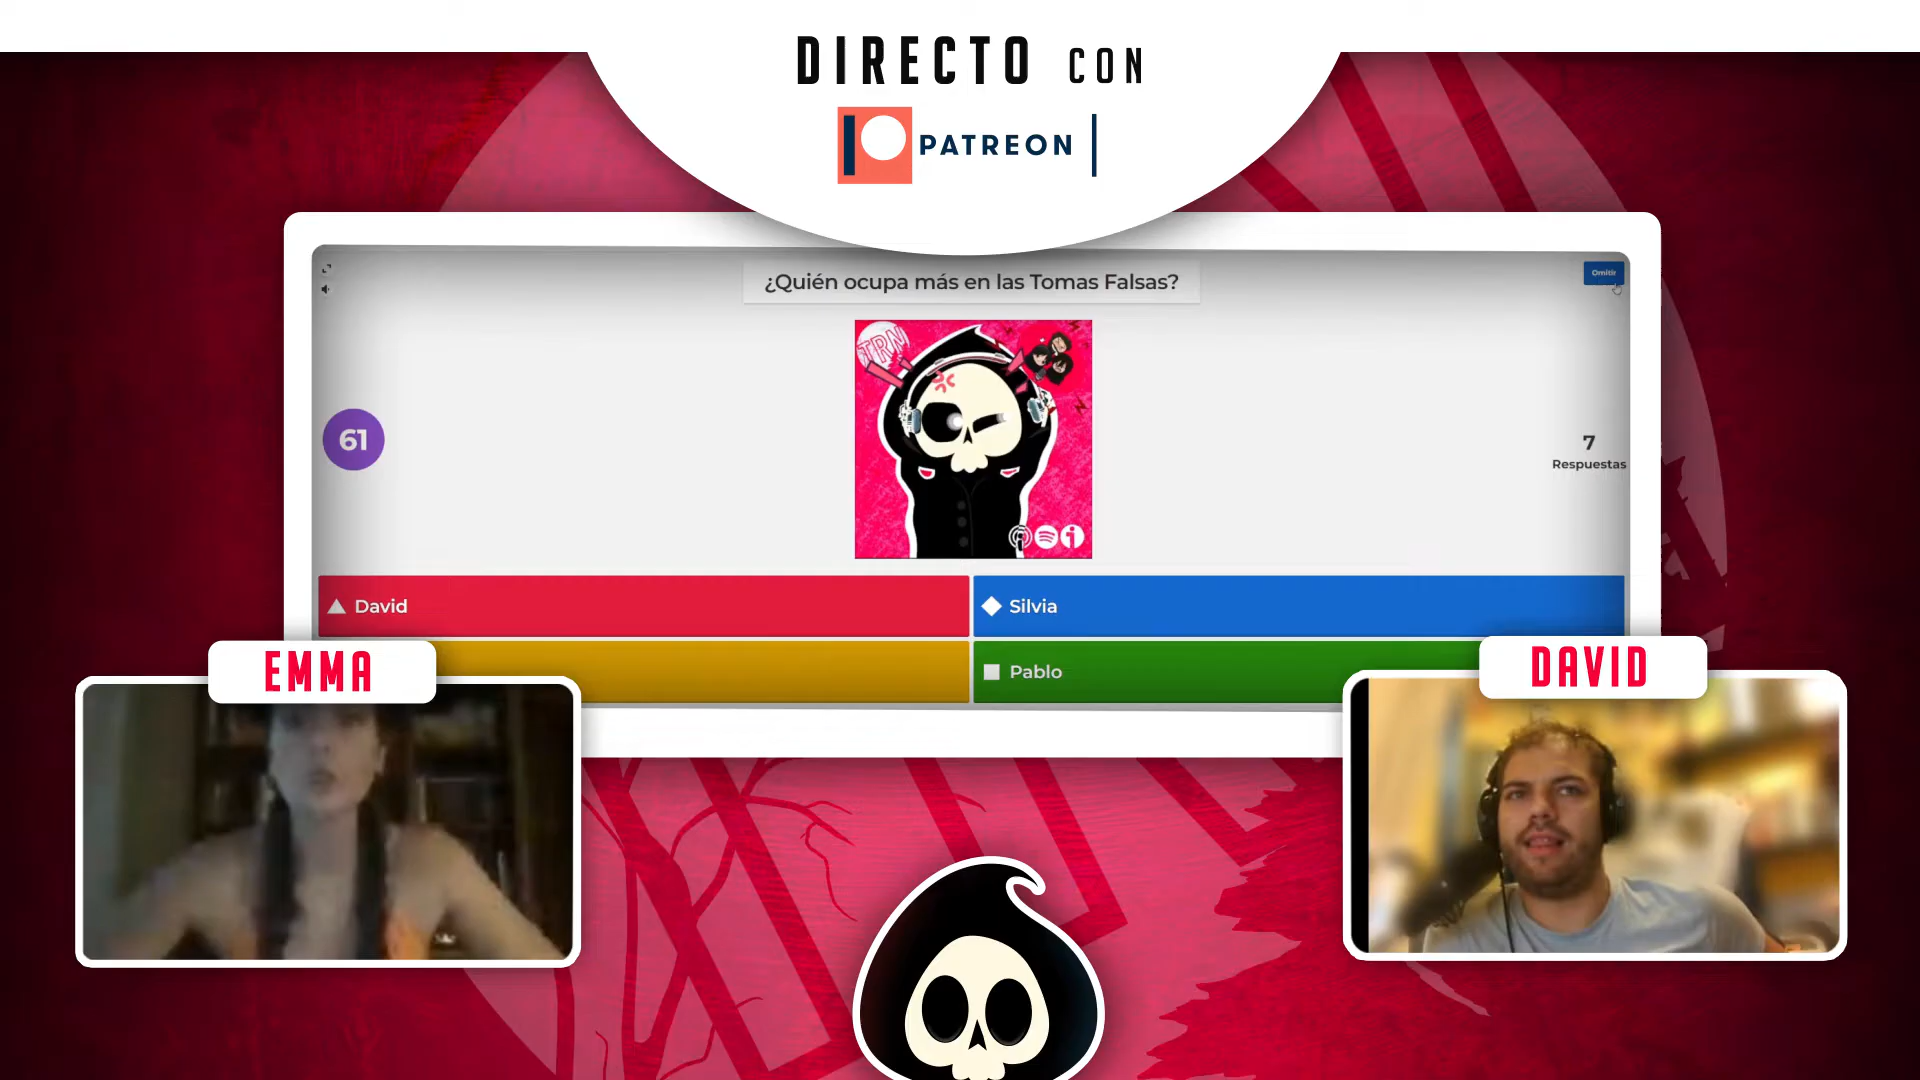 DIRECTO CON
PATREON
¿Quién ocupa más en las Tomas Falsas?
Omitir
TRN
61
7
Respuestas
David
Silvia
Pablo
EMMA
DAVID